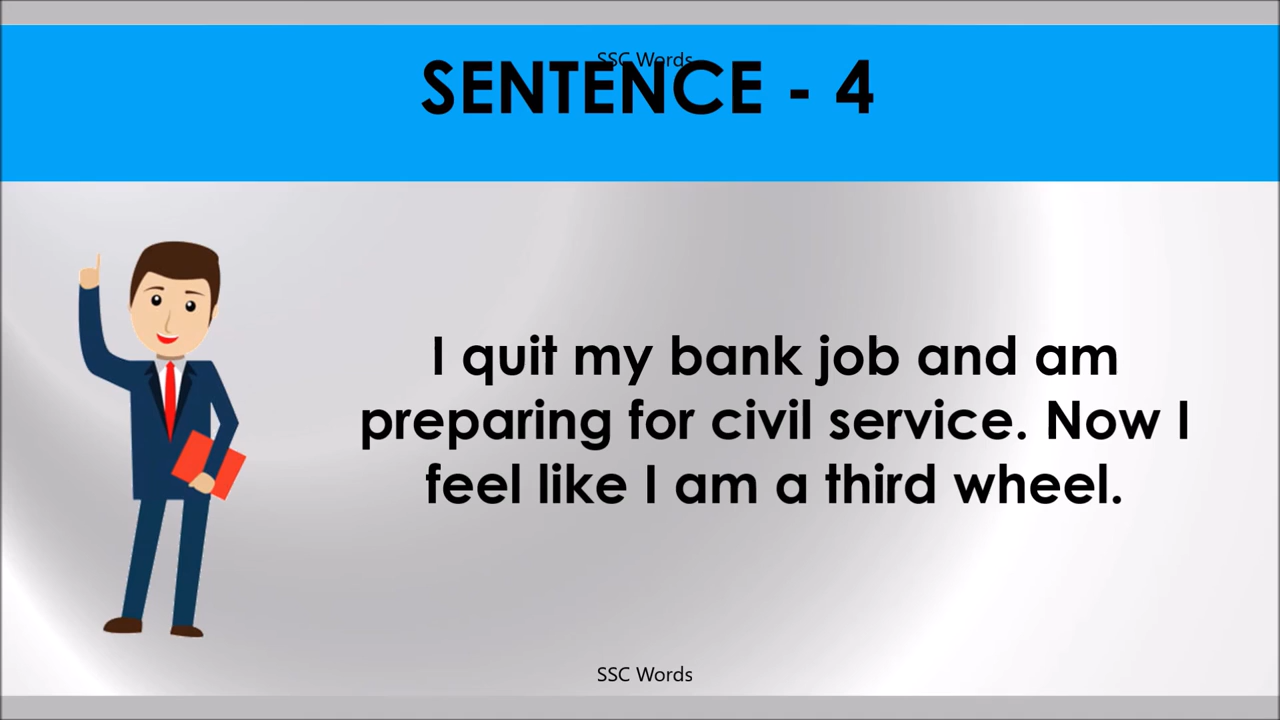 SSC Words
SENTENCE - 4
I quit my bank job and am
preparing for civil service. Now I
feel like I am a third wheel.
SSC Words